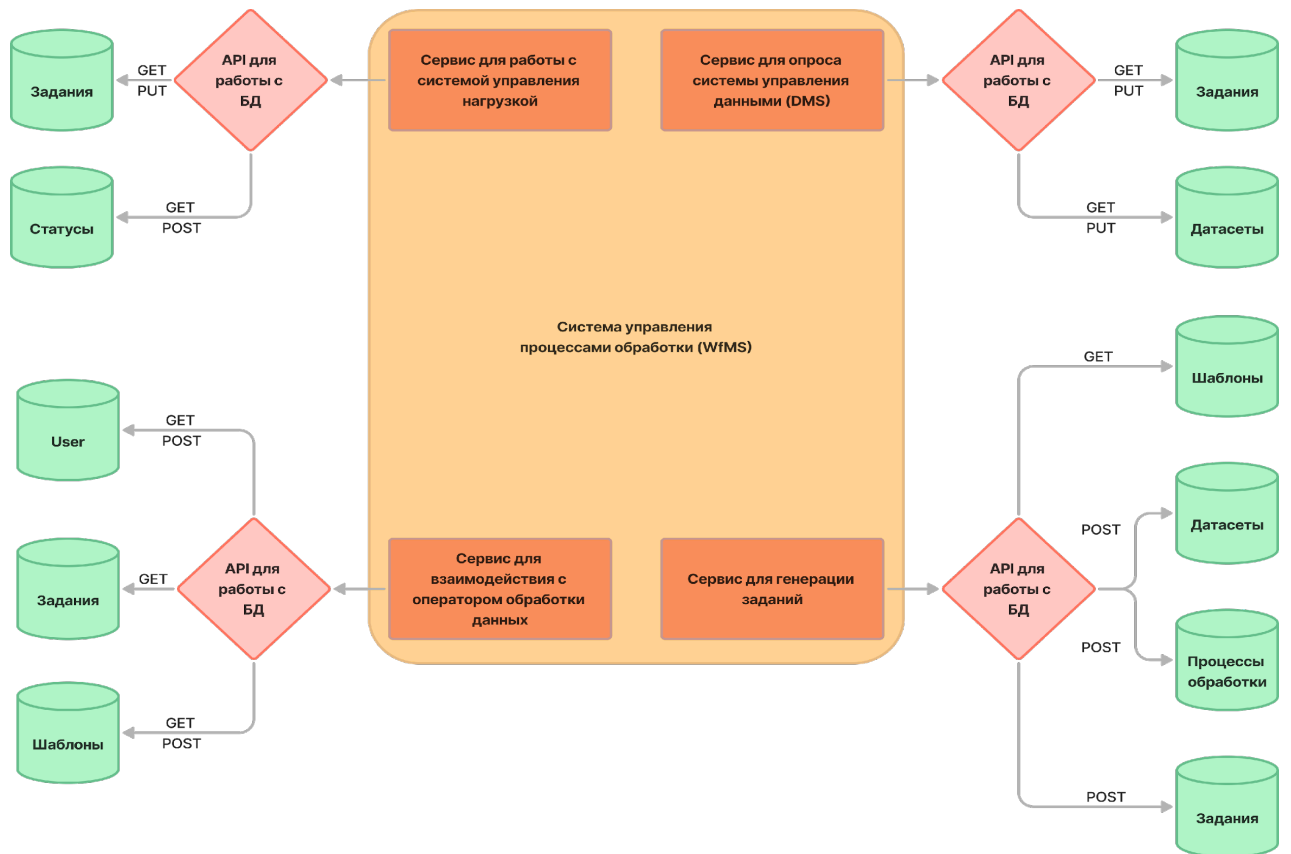 API для
работы с
БД
GET
PUT
Задания
GET
POST
Статусы
Сервис для работы с
системой управления
нагрузкой
Сервис для опроса
системы управления
данными (DMS)
API для
работы с
БД
GET
PUT
Задания
GET
PUT
Датасеты
Система управления
процессами обработки (WfMS)
GET
POST
User
API для
работы с
БД
GET
Задания
GET
POST
Шаблоны
Сервис для
взаимодействия с
оператором обработки
данных
Сервис для генерации
заданий
API для
работы с
БД
GET
Шаблоны
POST
Датасеты
POST
Процессы
обработки
POST
Задания